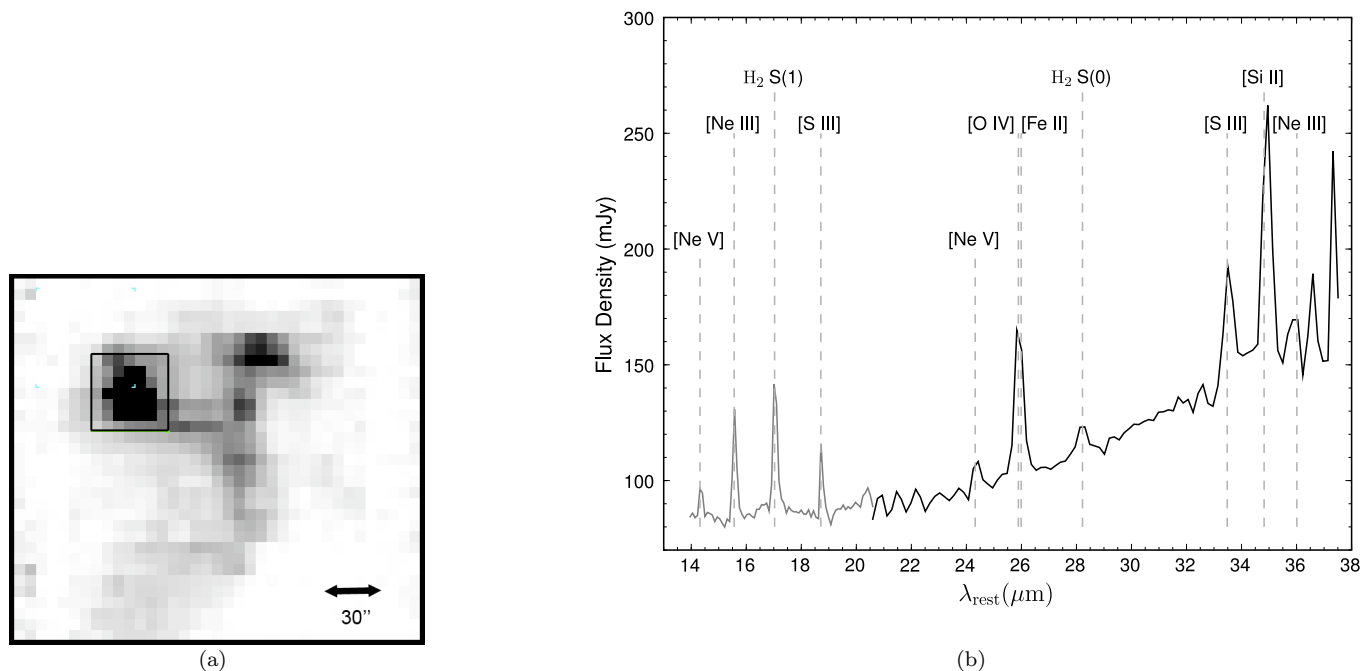 30''
(a)
300
250
200
150
100
Flux Density (mJy)
H₂ S(1)
H₂ S(0)
[Si II]
[Ne III]
[S III]
[O IV]
[Fe II]
[S III]
[Ne III]
[Ne V]
[Ne V]
14 16 18 20 22 24 26 28 30 32 34 36 38
λrest(μm)
(b)